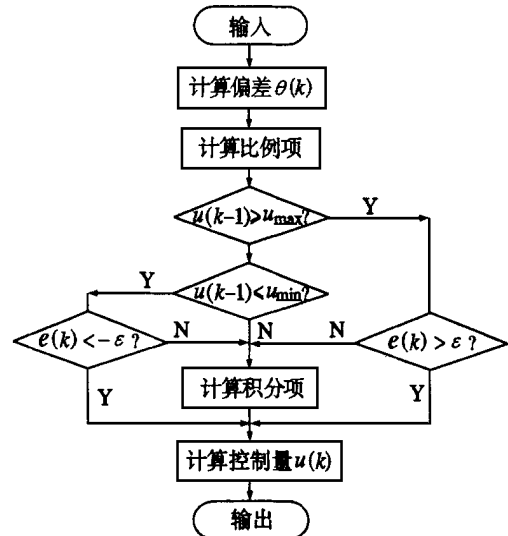 输入
计算偏差θ(k)
计算比例项
u(k-1)≥u_max?
Y
Y
u(k-1)≤u_min?
e(k)<-ε?
N
N
N
e(k)>ε?
Y
计算积分项
Y
计算控制量u(k)
输出